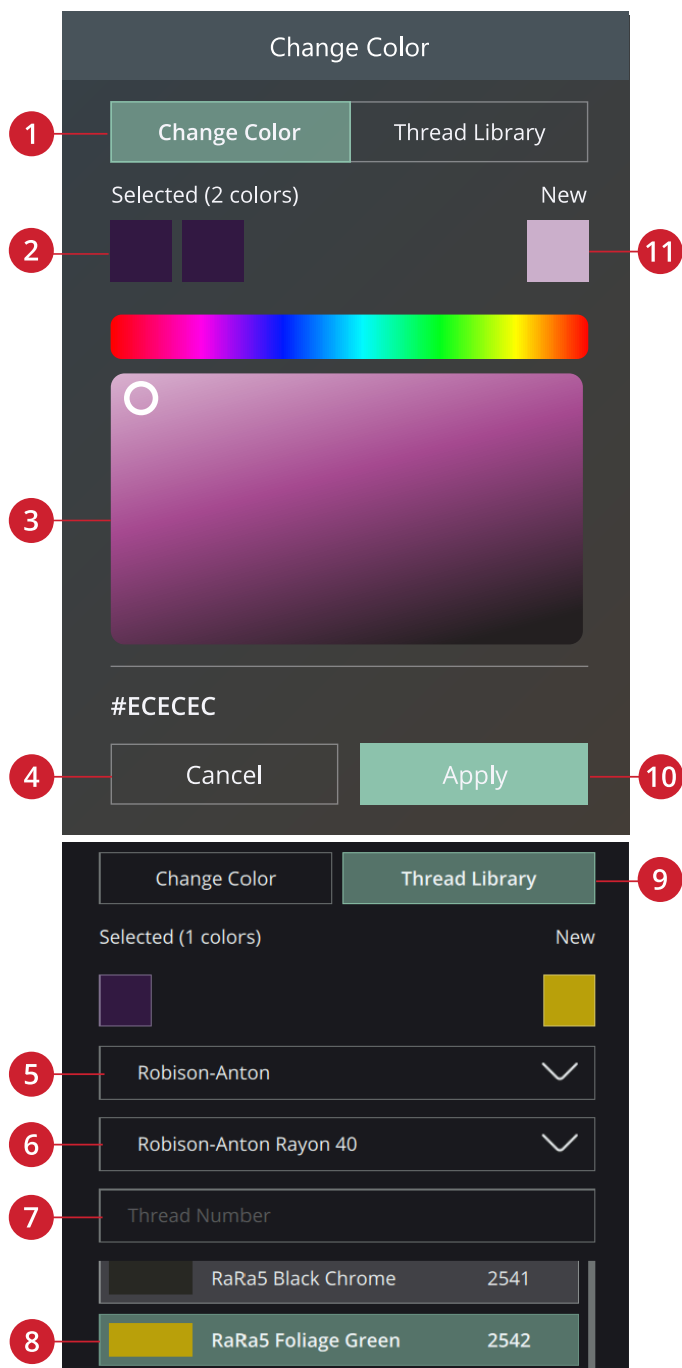 Change Color
1 Change Color Thread Library
Selected (2 colors) New
2 11
3
#ECECEC
4 Cancel Apply 10
Change Color Thread Library 9
Selected (1 colors) New
5 Robison-Anton
6 Robison-Anton Rayon 40
7 Thread Number
RaRa5 Black Chrome 2541
8 RaRa5 Foliage Green 2542